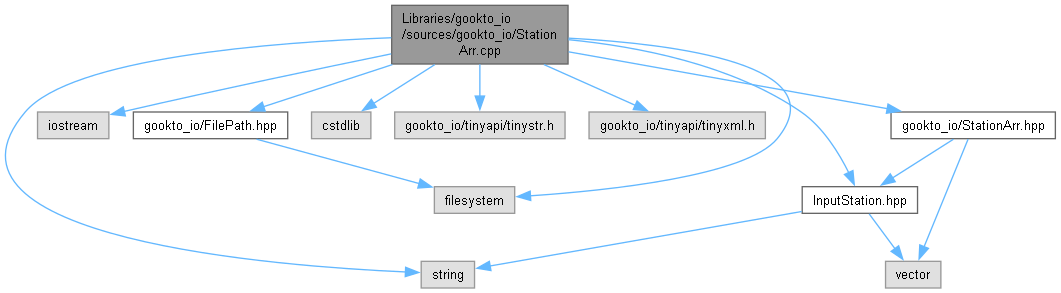 Libraries/gookto_io
/sources/gookto_io/Station
Arr.cpp
iostream
gookto_io/FilePath.hpp
cstdlib
gookto_io/tinyapi/tinystr.h
gookto_io/tinyapi/tinyxml.h
gookto_io/StationArr.hpp
filesystem
InputStation.hpp
string
vector